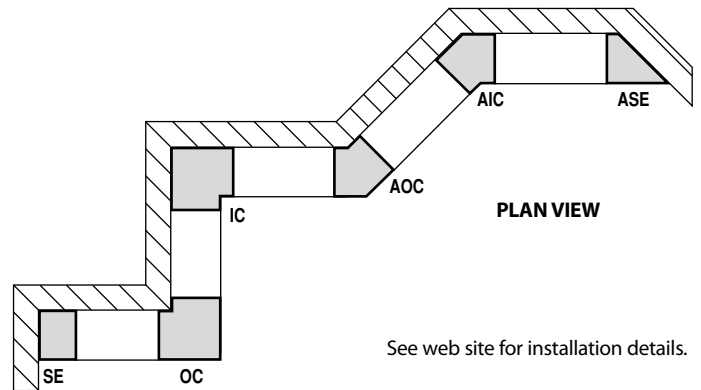 AIC
ASE
AOC
IC
PLAN VIEW
See web site for installation details.
SE
OC